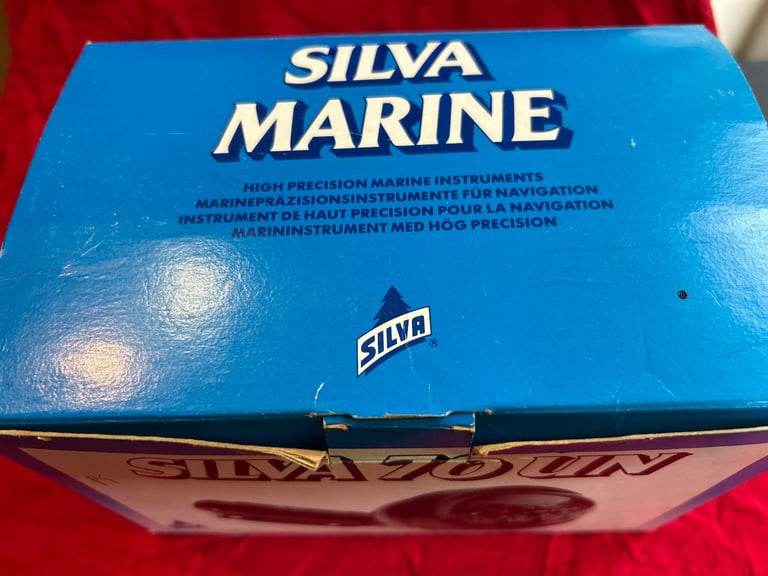 SILVA
MARINE
HIGH PRECISION MARINE INSTRUMENTS
MARINEPRÄZISIONSINSTRUMENTE FÜR NAVIGATION
INSTRUMENT DE HAUT PRECISION POUR LA NAVIGATION
MARININSTRUMENT MED HÖG PRECISION
SILVA®
SILVA 70 UN